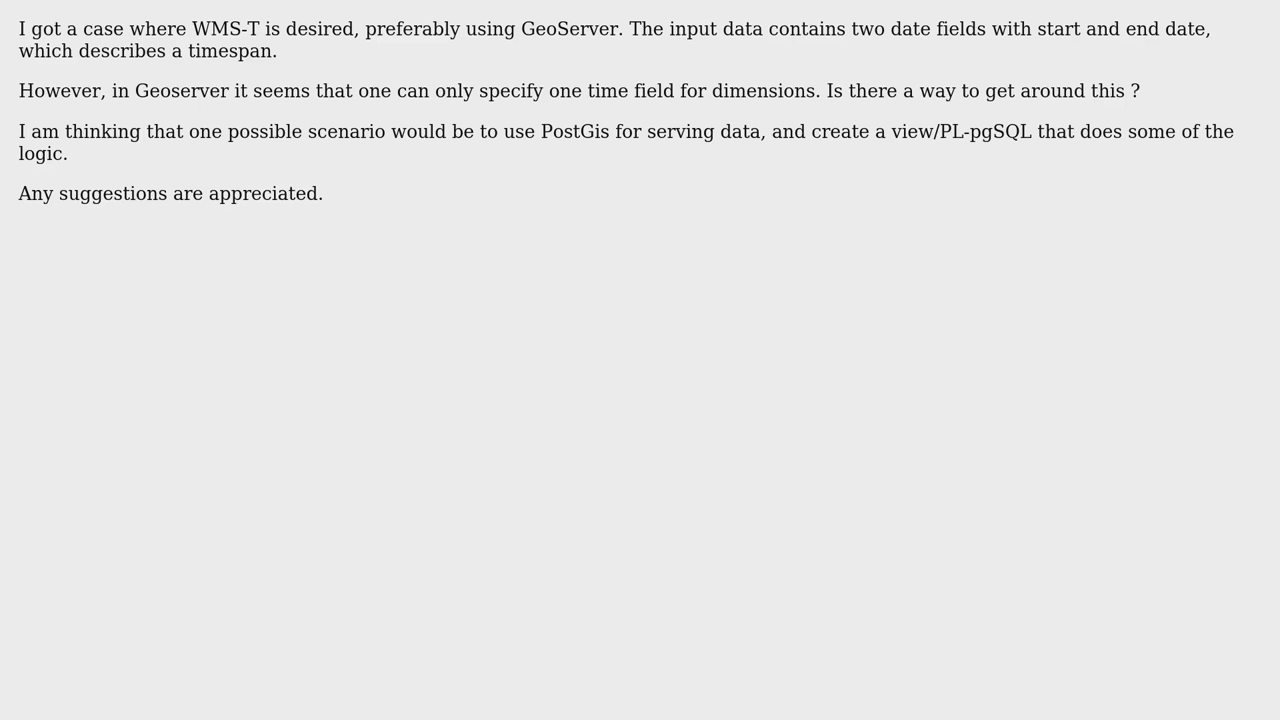 I got a case where WMS-T is desired, preferably using GeoServer. The input data contains two date fields with start and end date,
which describes a timespan.
However, in Geoserver it seems that one can only specify one time field for dimensions. Is there a way to get around this ?
I am thinking that one possible scenario would be to use PostGis for serving data, and create a view/PL-pgSQL that does some of the
logic.
Any suggestions are appreciated.